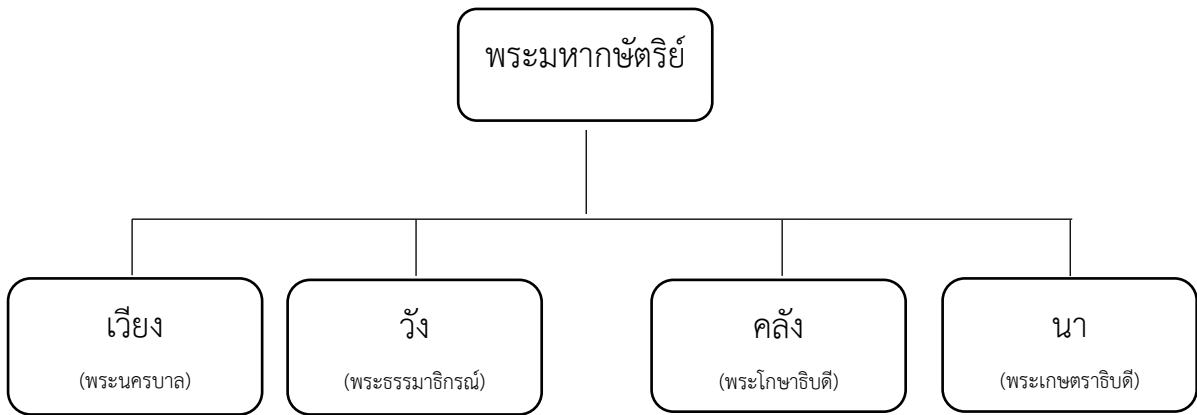 พระมหากษัตริย์
เวียง
(พระนครบาล)
วัง
(พระธรรมาธิกรณ์)
คลัง
(พระโกษาธิบดี)
นา
(พระเกษตราธิบดี)